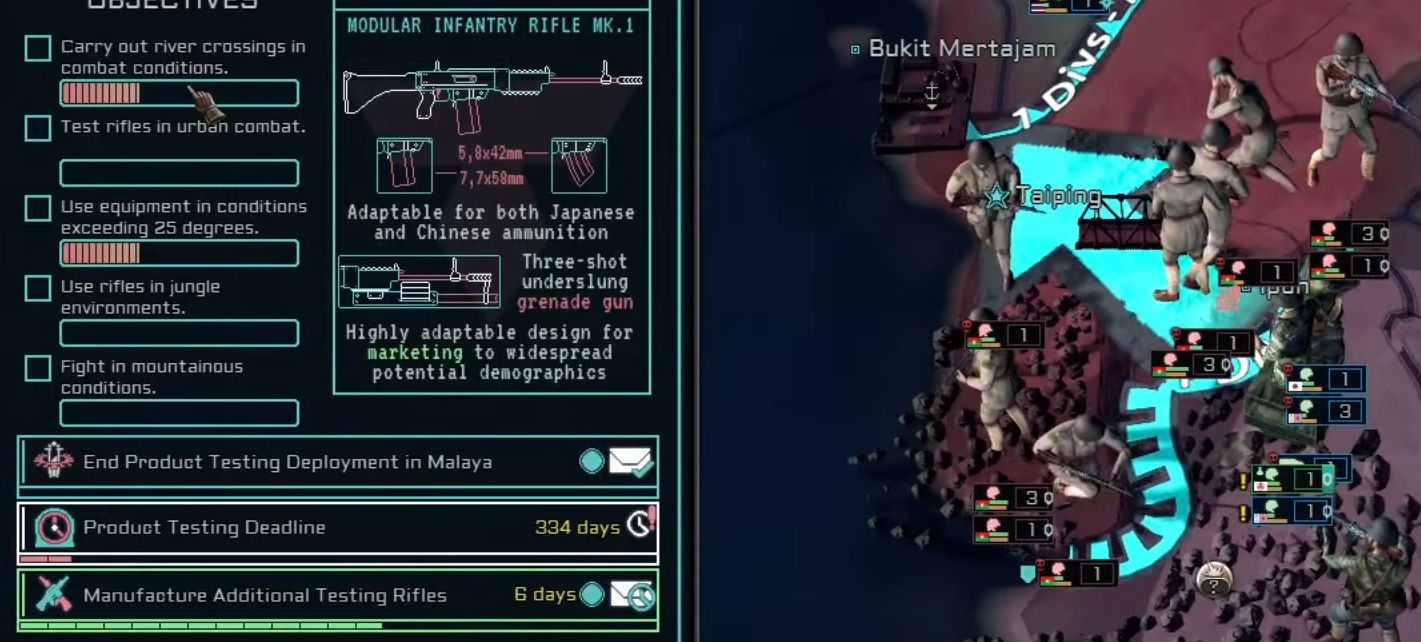 OBJECTIVES
Carry out river crossings in
combat conditions.
Test rifles in urban combat.
Use equipment in conditions
exceeding 25 degrees.
Use rifles in jungle
environments.
Fight in mountainous
conditions.
MODULAR INFANTRY RIFLE MK.1
5,8x42mm
7,7x58mm
Adaptable for both Japanese
and Chinese ammunition
Three-shot
underslung
grenade gun
Highly adaptable design for
marketing to widespread
potential demographics
End Product Testing Deployment in Malaya
Product Testing Deadline
334 days
Manufacture Additional Testing Rifles
6 days
Bukit Mertajam
1 Divs -
Taiping
Ipoh
1
3
1
1
1
1
3
1
3
3
1
1
1
1
1
?